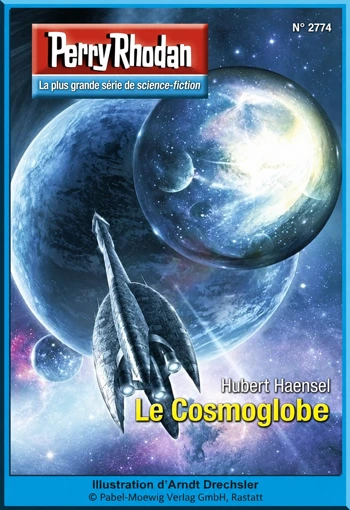 N° 2774
Perry Rhodan
La plus grande série de science-fiction
Hubert Haensel
Le Cosmoglobe
Illustration d'Arndt Drechsler
© Pabel-Moewig Verlag GmbH, Rastatt